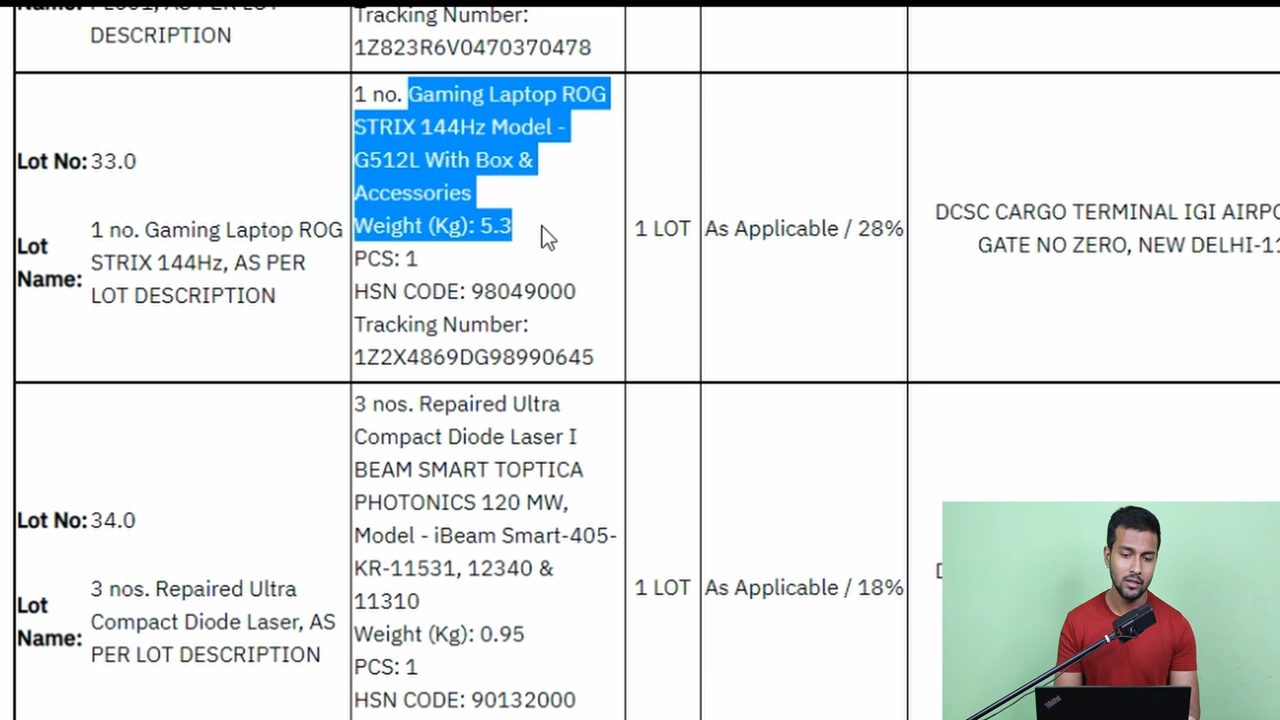 DESCRIPTION
Tracking Number:
1Z823R6V0470370478
Lot No: 33.0
Lot Name: 1 no. Gaming Laptop ROG
STRIX 144Hz, AS PER
LOT DESCRIPTION
1 no. Gaming Laptop ROG
STRIX 144Hz Model -
G512L With Box &
Accessories
Weight (Kg): 5.3
PCS: 1
HSN CODE: 98049000
Tracking Number:
1Z2X4869DG98990645
1 LOT
As Applicable / 28%
DCSC CARGO TERMINAL IGI
GATE NO ZERO, NEW
Lot No: 34.0
Lot Name: 3 nos. Repaired Ultra
Compact Diode Laser, AS
PER LOT DESCRIPTION
3 nos. Repaired Ultra
Compact Diode Laser I
BEAM SMART TOPTICA
PHOTONICS 120 MW,
Model - iBeam Smart-405-
KR-11531, 12340 &
11310
Weight (Kg): 0.95
PCS: 1
HSN CODE: 90132000
1 LOT
As Applicable / 18%
ThinkPad